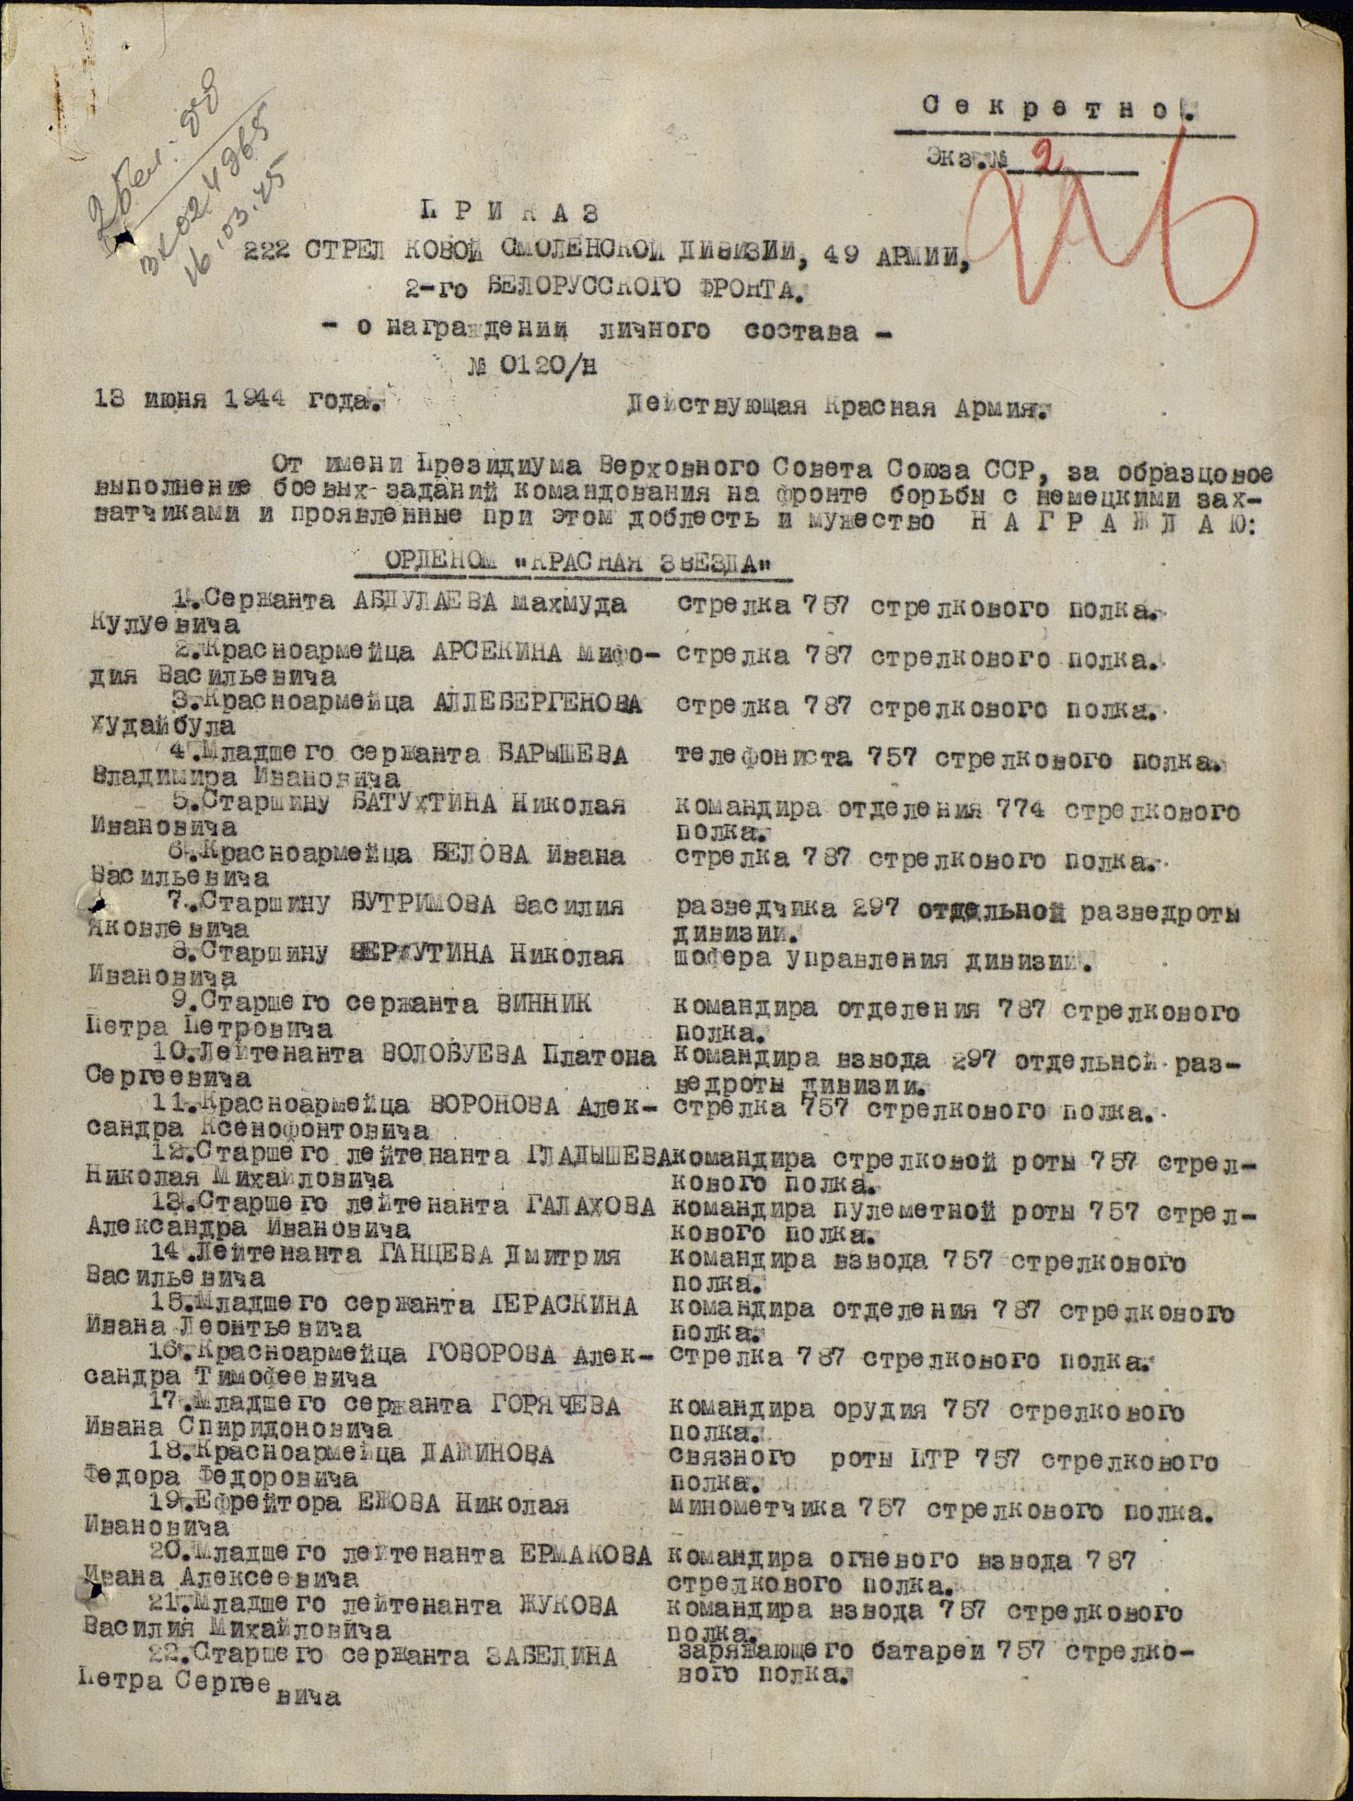 Секретно.
Экз.№ 2
226
ПРИКАЗ
222 СТРЕЛКОВОЙ СМОЛЕНСКОЙ ДИВИЗИИ, 49 АРМИИ,
2-го БЕЛОРУССКОГО ФРОНТА.
- о награждении личного состава -
№ 0120/н
13 июня 1944 года. Действующая Красная Армия.
От имени Президиума Верховного Совета Союза ССР, за образцовое
выполнение боевых заданий командования на фронте борьбы с немецкими зах-
ватчиками и проявленные при этом доблесть и мужество НАГРАЖДАЮ:
ОРДЕНОМ "КРАСНАЯ ЗВЕЗДА"
1.Сержанта АБДУЛАЕВА Махмуда стрелка 757 стрелкового полка.
Кулуевича
2.Красноармейца АРСЕКИНА Мифо- стрелка 787 стрелкового полка.
дия Васильевича
3.Красноармейца АЛЛЕБЕРГЕНОВА стрелка 787 стрелкового полка.
Худайбула
4.Младшего сержанта БАРЫШЕВА телефониста 757 стрелкового полка.
Владимира Ивановича
5.Старшину БАТУХТИНА Николая командира отделения 774 стрелкового
Ивановича полка.
6.Красноармейца БЕЛОВА Ивана стрелка 787 стрелкового полка.
Васильевича
7.Старшину БУТРИМОВА Василия разведчика 297 отдельной разведроты
Яковлевича дивизии.
8.Старшину ВЕРЖУТИНА Николая шофера управления дивизии.
Ивановича
9.Старшего сержанта ВИННИК командира отделения 787 стрелкового
Петра Петровича полка.
10.Лейтенанта ВОЛОБУЕВА Платона командира взвода 297 отдельной раз-
Сергеевича ведроты дивизии.
11.Красноармейца ВОРОНОВА Алек- стрелка 757 стрелкового полка.
сандра Ксенофонтовича
12.Старшего лейтенанта ГЛАДЫШЕВА командира стрелковой роты 757 стрел-
Николая Михайловича кового полка.
13.Старшего лейтенанта ГАЛАХОВА командира пулеметной роты 757 стрел-
Александра Ивановича кового полка.
14.Лейтенанта ГАНЦЕВА Дмитрия командира взвода 757 стрелкового
Васильевича полка.
15.Младшего сержанта ГЕРАСКИНА командира отделения 787 стрелкового
Ивана Леонтьевича полка.
16.Красноармейца ГОВОРОВА Алек- стрелка 787 стрелкового полка.
сандра Тимофеевича
17.Младшего сержанта ГОРЯЧЕВА командира орудия 757 стрелкового
Ивана Спиридоновича полка.
18.Красноармейца ДАЖИНОВА связного роты ПТР 757 стрелкового
Федора Федоровича полка.
19.Ефрейтора ЕЖОВА Николая минометчика 757 стрелкового полка.
Ивановича
20.Младшего лейтенанта ЕРМАКОВА командира огневого взвода 787
Ивана Алексеевича стрелкового полка.
21.Младшего лейтенанта ЖУКОВА командира взвода 757 стрелкового
Василия Михайловича полка.
22.Старшего сержанта ЗАБЕДИНА заряжающего батареи 757 стрелко-
Петра Сергеевича вого полка.
2 Бел. 
024965
16.03.45